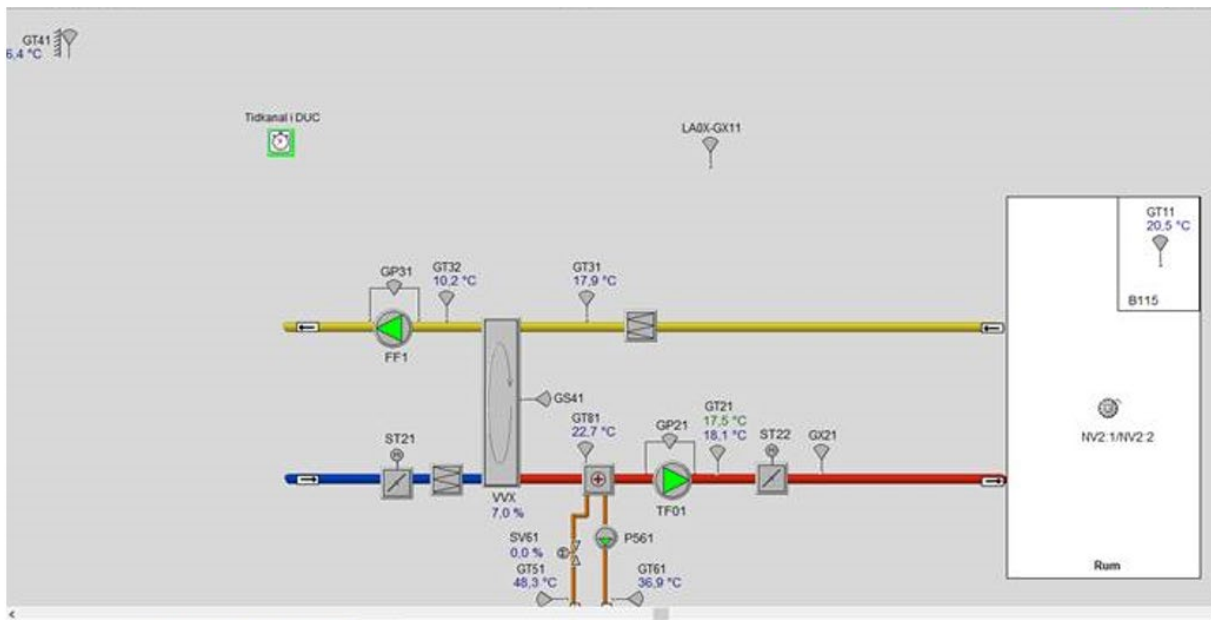 GT41
6,4 °C
Tidkanal i DUC
LA0X-GX11
GT11
20,5 °C
B115
GP31
GT32
10,2 °C
GT31
17,9 °C
FF1
GS41
ST21
GT81
22,7 °C
GP21
GT21
17,5 °C
18,1 °C
ST22
GX21
NV2:1/NV2:2
VVX
7,0 %
TF01
SV61
0,0 %
P561
GT51
48,3 °C
GT61
36,9 °C
Rum